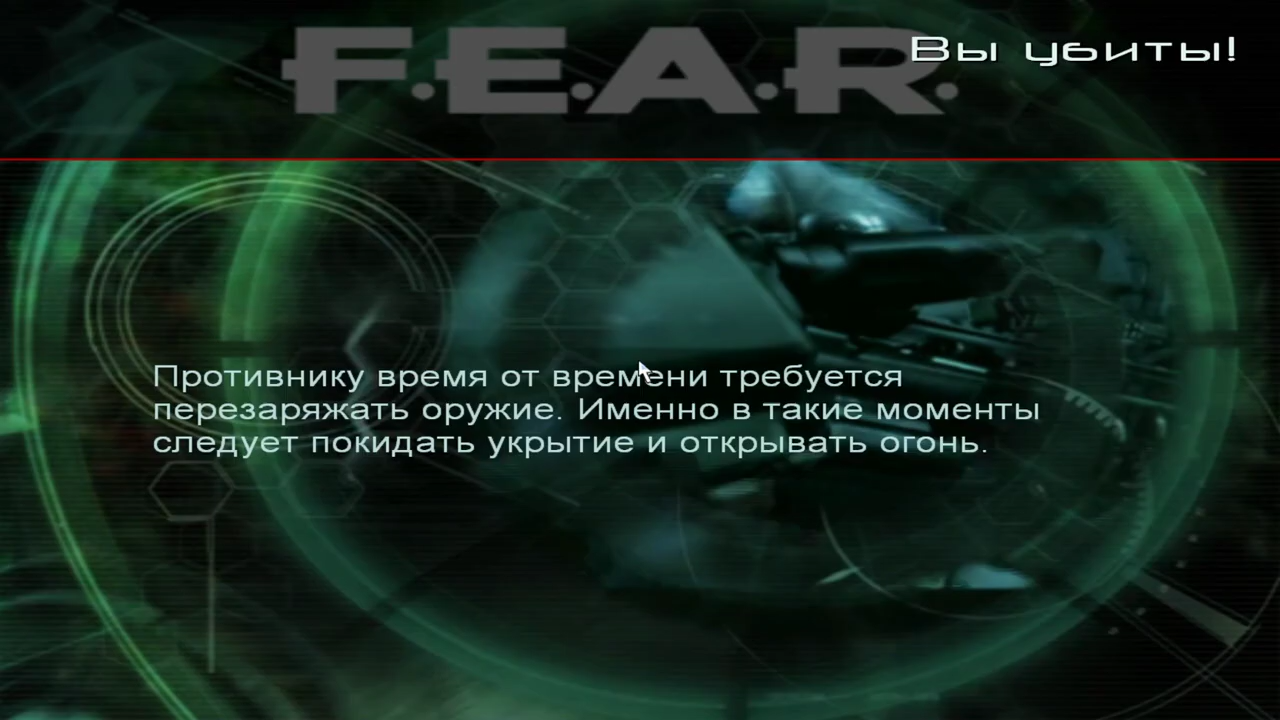 F.E.A.R.
Вы убиты!
Противнику время от времени требуется
перезаряжать оружие. Именно в такие моменты
следует покидать укрытие и открывать огонь.